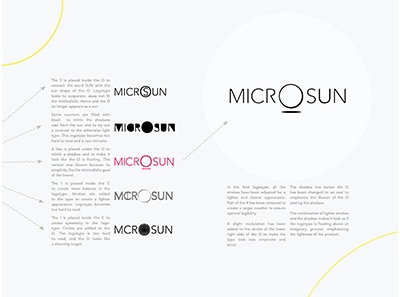 The S is placed inside the O to
connect the word SUN with the
sun shape of the O. Logotype
looks to corporate, does not fit
the minimalistic theme and the O
no longer appears as a sun.
MICROSUN
Some counters are filled with
black to mimic the shadows
cast from the sun and to try out
a contrast to the otherwise light
type. This logotype becomes too
hard to read and a low hierarki.
MICROSUN
A line is placed under the O to
mimic a shadow and to make it
look like the O is floating. This
version was chosen because its
simplicity fits the minimalistic goal
of the brand.
MICROSUN
The I is placed inside the C
to create more balance in the
logotype. Strokes are added
to the type to create a lighter
appearance. Logotype becomes
too hard to read.
MICROSUN
The I is placed inside the C to
create symmetry in the logo-
type. Circles are added to the
O. The logotype is too hard
to read, and the O looks like
a shooting target.
MICROSUN
MICROSUN
In the final logotype, all the
strokes have been adjusted for a
lighter and clearer appearance.
Part of the R has been removed to
create a larger counter to ensure
optimal legibility.
A slight modulation has been
added to the stroke of the lower
right side of the O to make the
type look less corporate and
strict.
The shadow line below the O
has been changed to an oval to
emphasize the illusion of the O
casting the shadow.
The combination of lighter strokes
and the shadow makes it look as if
the logotype is floating above an
imaginary ground, emphasizing
the lightness of the product.